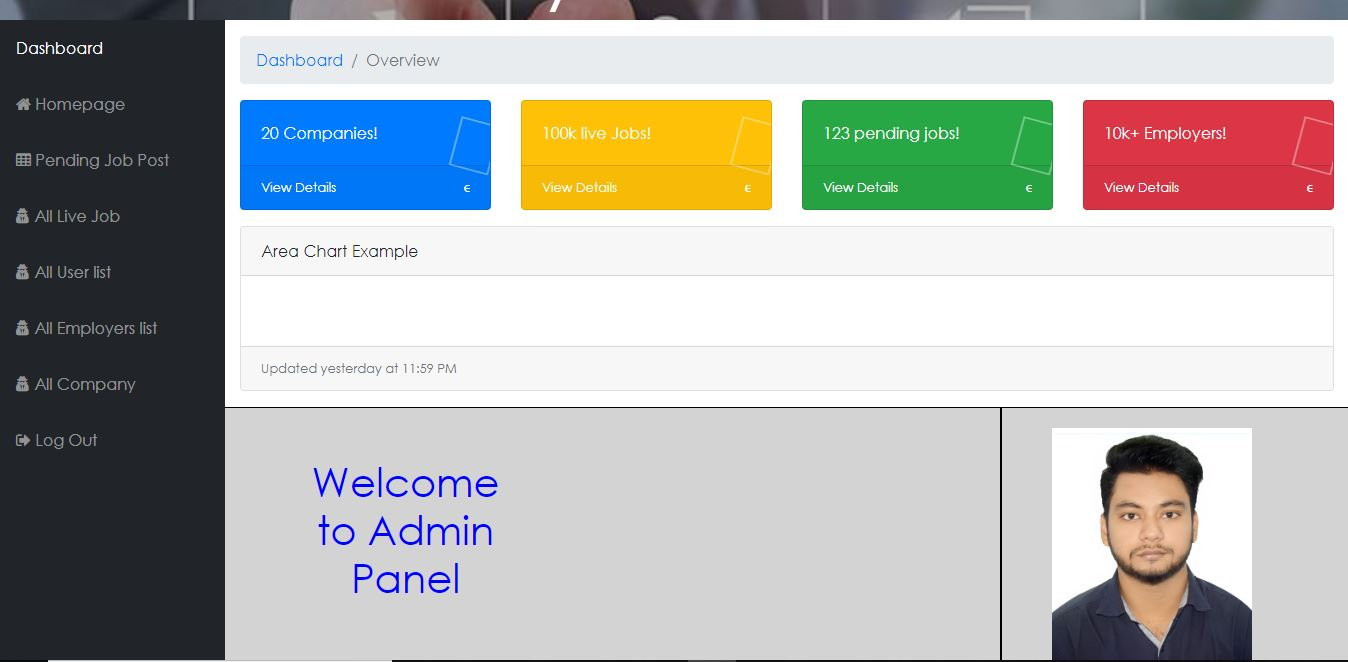 Dashboard
Homepage
Pending Job Post
All Live Job
All User list
All Employers list
All Company
Log Out
Dashboard / Overview
20 Companies!
View Details
100k live Jobs!
View Details
123 pending jobs!
View Details
10k+ Employers!
View Details
Area Chart Example
Updated yesterday at 11:59 PM
Welcome
to Admin
Panel